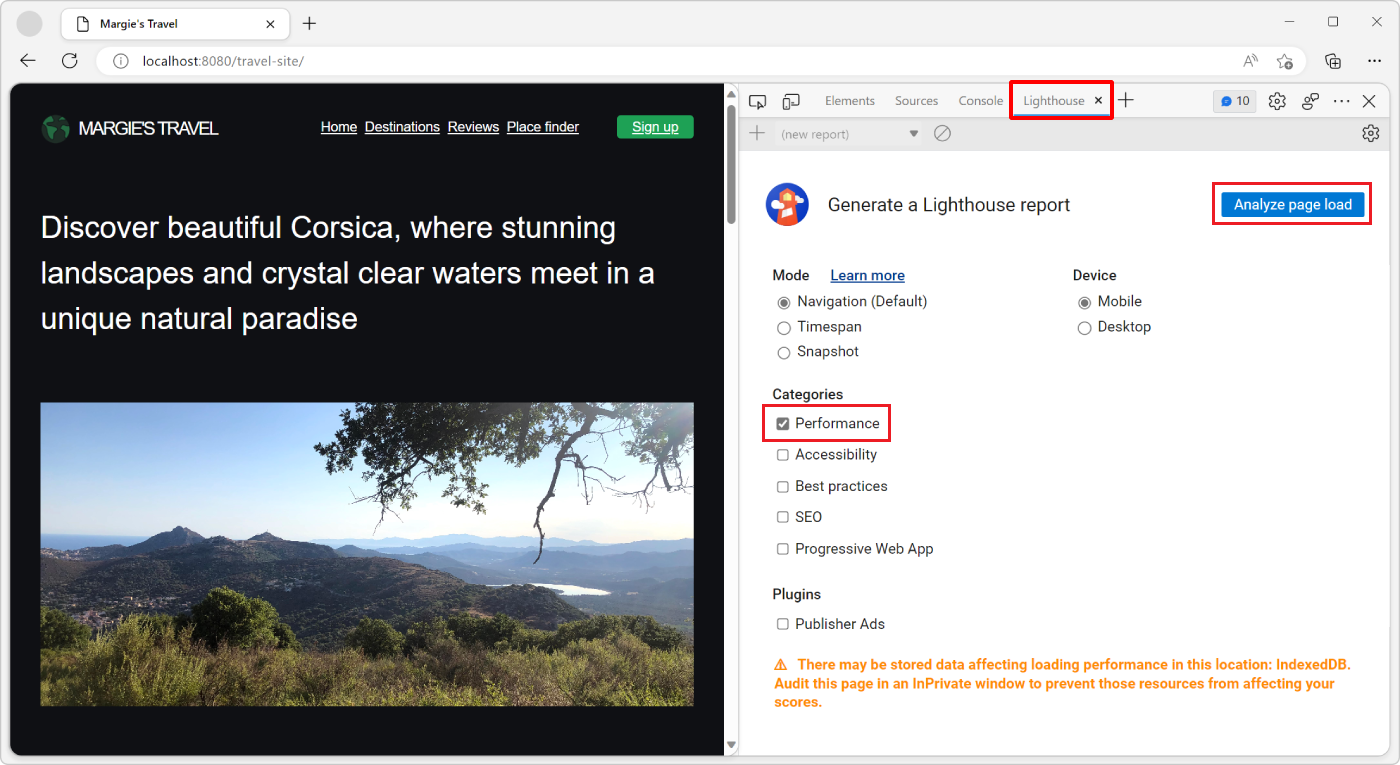 Margie's Travel
localhost:8080/travel-site/
MARGIE'S TRAVEL
Home Destinations Reviews Place finder Sign up
Discover beautiful Corsica, where stunning
landscapes and crystal clear waters meet in a
unique natural paradise
Elements Sources Console Lighthouse 10
(new report)
Generate a Lighthouse report Analyze page load
Mode Learn more Device
Navigation (Default) Mobile
Timespan Desktop
Snapshot
Categories
Performance
Accessibility
Best practices
SEO
Progressive Web App
Plugins
Publisher Ads
There may be stored data affecting loading performance in this location: IndexedDB.
Audit this page in an InPrivate window to prevent those resources from affecting your
scores.